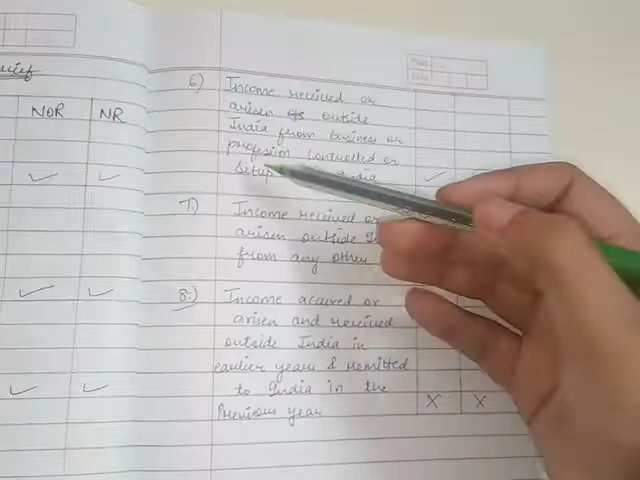 NOR NR
6) Income received or
arisen outside
India from business or
profession controlled or
Setup India
7.) Income received or
arisen outside
from any other
8.) Income accured or
arisen and received
outside India in
earlier years & remitted
to India in the
Previous year